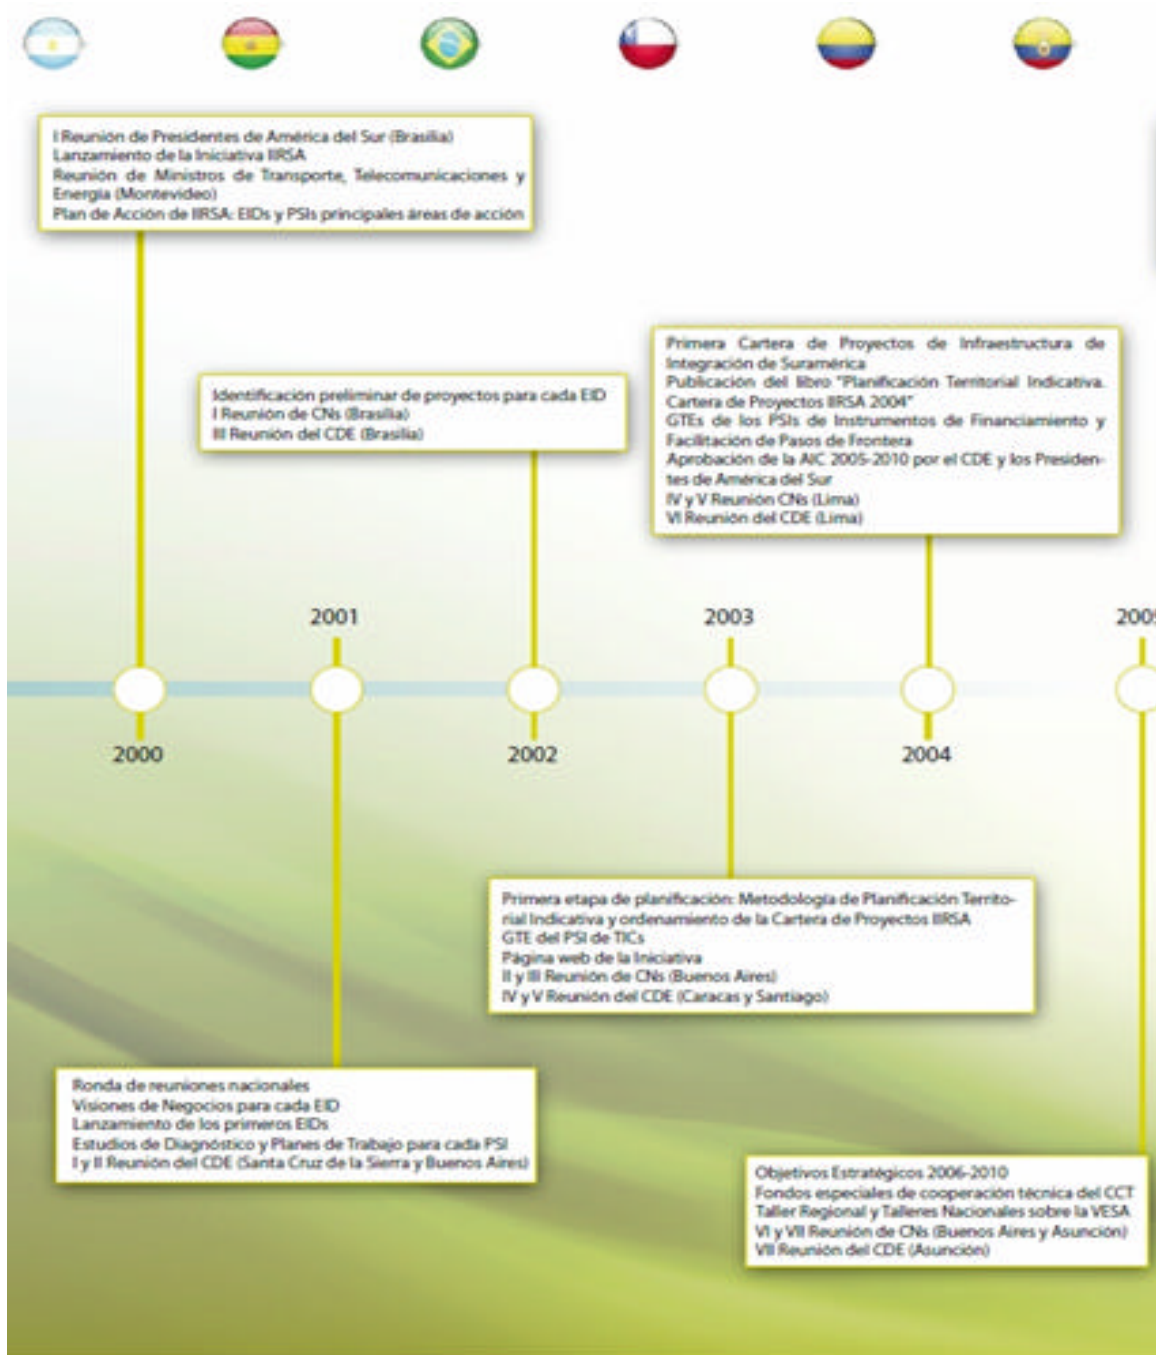 I Reunión de Presidentes de América del Sur (Brasilia)
Lanzamiento de la Iniciativa IIRSA
Reunión de Ministros de Transporte, Telecomunicaciones y
Energía (Montevideo)
Plan de Acción de IIRSA: EIDs y PSIs principales áreas de acción
Identificación preliminar de proyectos para cada EID
I Reunión de CNs (Brasilia)
III Reunión del CDE (Brasilia)
Primera Cartera de Proyectos de Infraestructura de
Integración de Suramérica
Publicación del libro "Planificación Territorial Indicativa.
Cartera de Proyectos IIRSA 2004"
GTEs de los PSIs de Instrumentos de Financiamiento y
Facilitación de Pasos de Frontera
Aprobación de la AIC 2005-2010 por el CDE y los Presiden-
tes de América del Sur
IV y V Reunión CNs (Lima)
VI Reunión del CDE (Lima)
2001
2003
2005
2000
2002
2004
Primera etapa de planificación: Metodología de Planificación Territo-
rial Indicativa y ordenamiento de la Cartera de Proyectos IIRSA
GTE del PSI de TICs
Página web de la Iniciativa
II y III Reunión de CNs (Buenos Aires)
IV y V Reunión del CDE (Caracas y Santiago)
Ronda de reuniones nacionales
Visiones de Negocios para cada EID
Lanzamiento de los primeros EIDs
Estudios de Diagnóstico y Planes de Trabajo para cada PSI
I y II Reunión del CDE (Santa Cruz de la Sierra y Buenos Aires)
Objetivos Estratégicos 2006-2010
Fondos especiales de cooperación técnica del CCT
Taller Regional y Talleres Nacionales sobre la VESA
VI y VII Reunión de CNs (Buenos Aires y Asunción)
VII Reunión del CDE (Asunción)